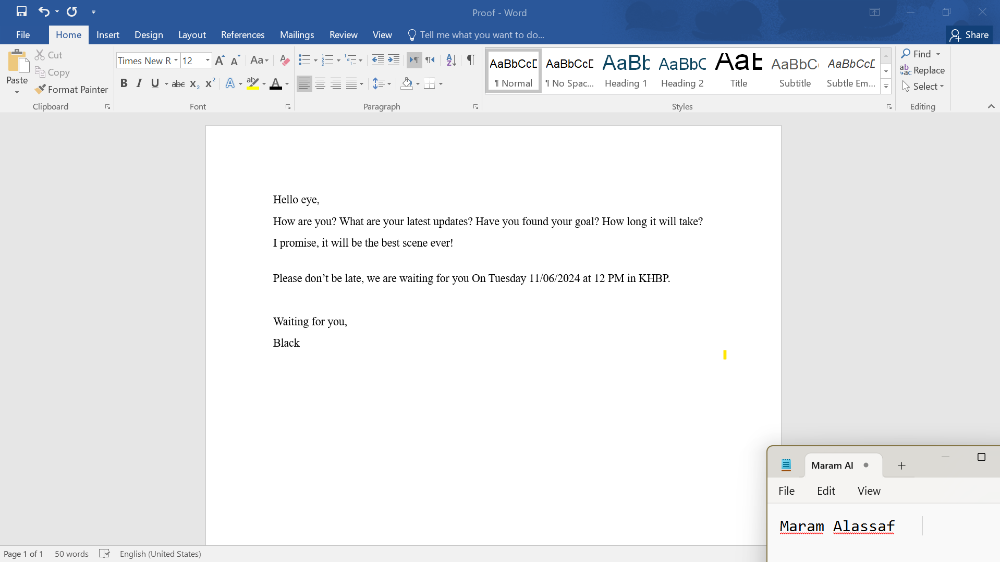 Proof - Word
File Home Insert Design Layout References Mailings Review View Tell me what you want to do... Share
Paste
Cut
Copy
Format Painter
Clipboard
Times New R 12 Aa
B I U abc X₂ X² A ab A
Font
Paragraph
AaBbCcD AaBbCcD AaBb AaBbC AaB AaBbC AaBbCcD
¶ Normal ¶ No Spac... Heading 1 Heading 2 Title Subtitle Subtle Em...
Styles
Find
Replace
Select
Editing
Hello eye,
How are you? What are your latest updates? Have you found your goal? How long it will take?
I promise, it will be the best scene ever!
Please don’t be late, we are waiting for you On Tuesday 11/06/2024 at 12 PM in KHBP.
Waiting for you,
Black
Maram Al
File Edit View
Maram Alassaf
Page 1 of 1 50 words English (United States)